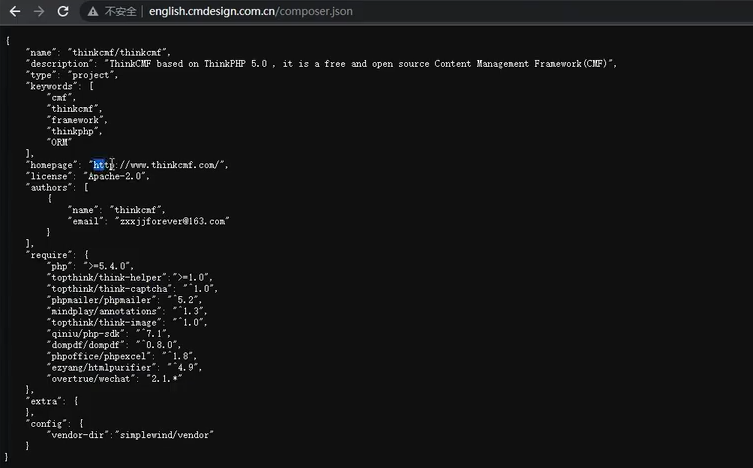 不安全 | english.cmdesign.com.cn/composer.json
{
"name": "thinkcmf/thinkcmf",
"description": "ThinkCMF based on ThinkPHP 5.0 , it is a free and open source Content Management Framework(CMF)",
"type": "project",
"keywords": [
"cmf",
"thinkcmf",
"framework",
"thinkphp",
"ORM"
],
"homepage": "http://www.thinkcmf.com/",
"license": "Apache-2.0",
"authors": [
{
"name": "thinkcmf",
"email": "zxxjjforever@163.com"
}
],
"require": {
"php": ">=5.4.0",
"topthink/think-helper":">=1.0",
"topthink/think-captcha": "^1.0",
"phpmailer/phpmailer": "^5.2",
"mindplay/annotations": "^1.3",
"topthink/think-image": "^1.0",
"qiniu/php-sdk": "^7.1",
"dompdf/dompdf": "^0.8.0",
"phpoffice/phpexcel": "^1.8",
"ezyang/htmlpurifier": "^4.9",
"overtrue/wechat": "2.1.*"
},
"extra": {
},
"config": {
"vendor-dir":"simplewind/vendor"
}
}